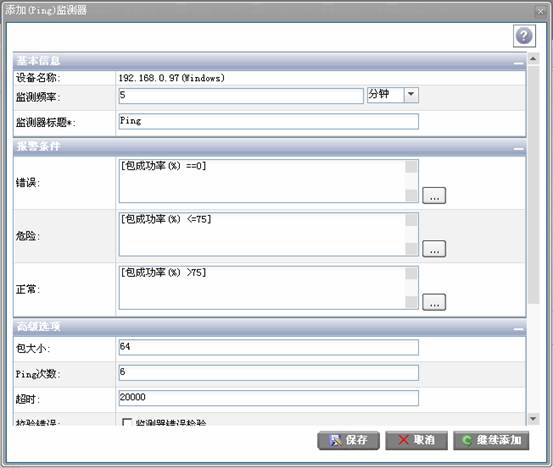 添加(Ping)监测器
?
基本信息
设备名称: 192.168.0.97(Windows)
监测频率: 5 分钟
监测器标题*: Ping
报警条件
错误: [包成功率(%) ==0] ...
危险: [包成功率(%) <=75] ...
正常: [包成功率(%) >75] ...
高级选项
包大小: 64
Ping次数: 6
超时: 20000
校验错误: 监测器错误检验
保存 取消 继续添加